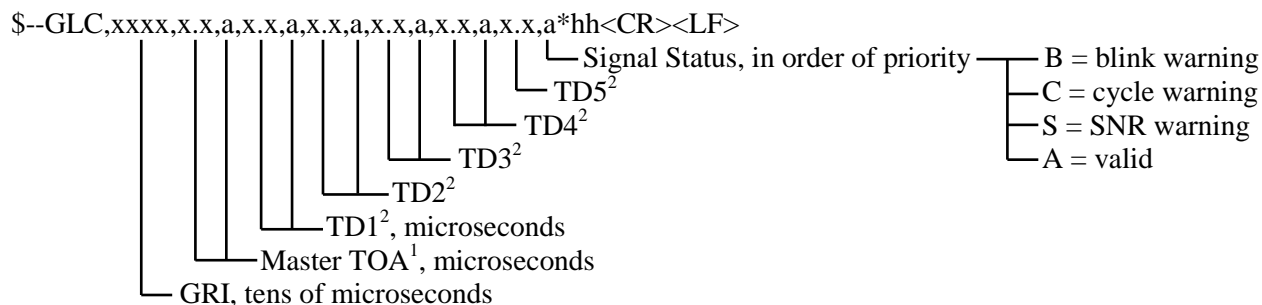 $--GLC,xxxx,x.x,a,x.x,a,x.x,a,x.x,a,x.x,a,x.x,a*hh<CR><LF>
Signal Status, in order of priority B = blink warning
TD5² C = cycle warning
TD4² S = SNR warning
TD3² A = valid
TD2²
TD1², microseconds
Master TOA¹, microseconds
GRI, tens of microseconds